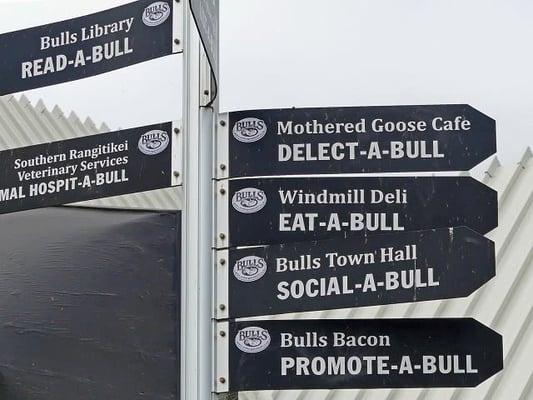 BULLS
Bulls Library
READ-A-BULL
BULLS
Southern Rangitikei
Veterinary Services
MAL HOSPIT-A-BULL
BULLS
Mothered Goose Cafe
DELECT-A-BULL
BULLS
Windmill Deli
EAT-A-BULL
BULLS
Bulls Town Hall
SOCIAL-A-BULL
BULLS
Bulls Bacon
PROMOTE-A-BULL